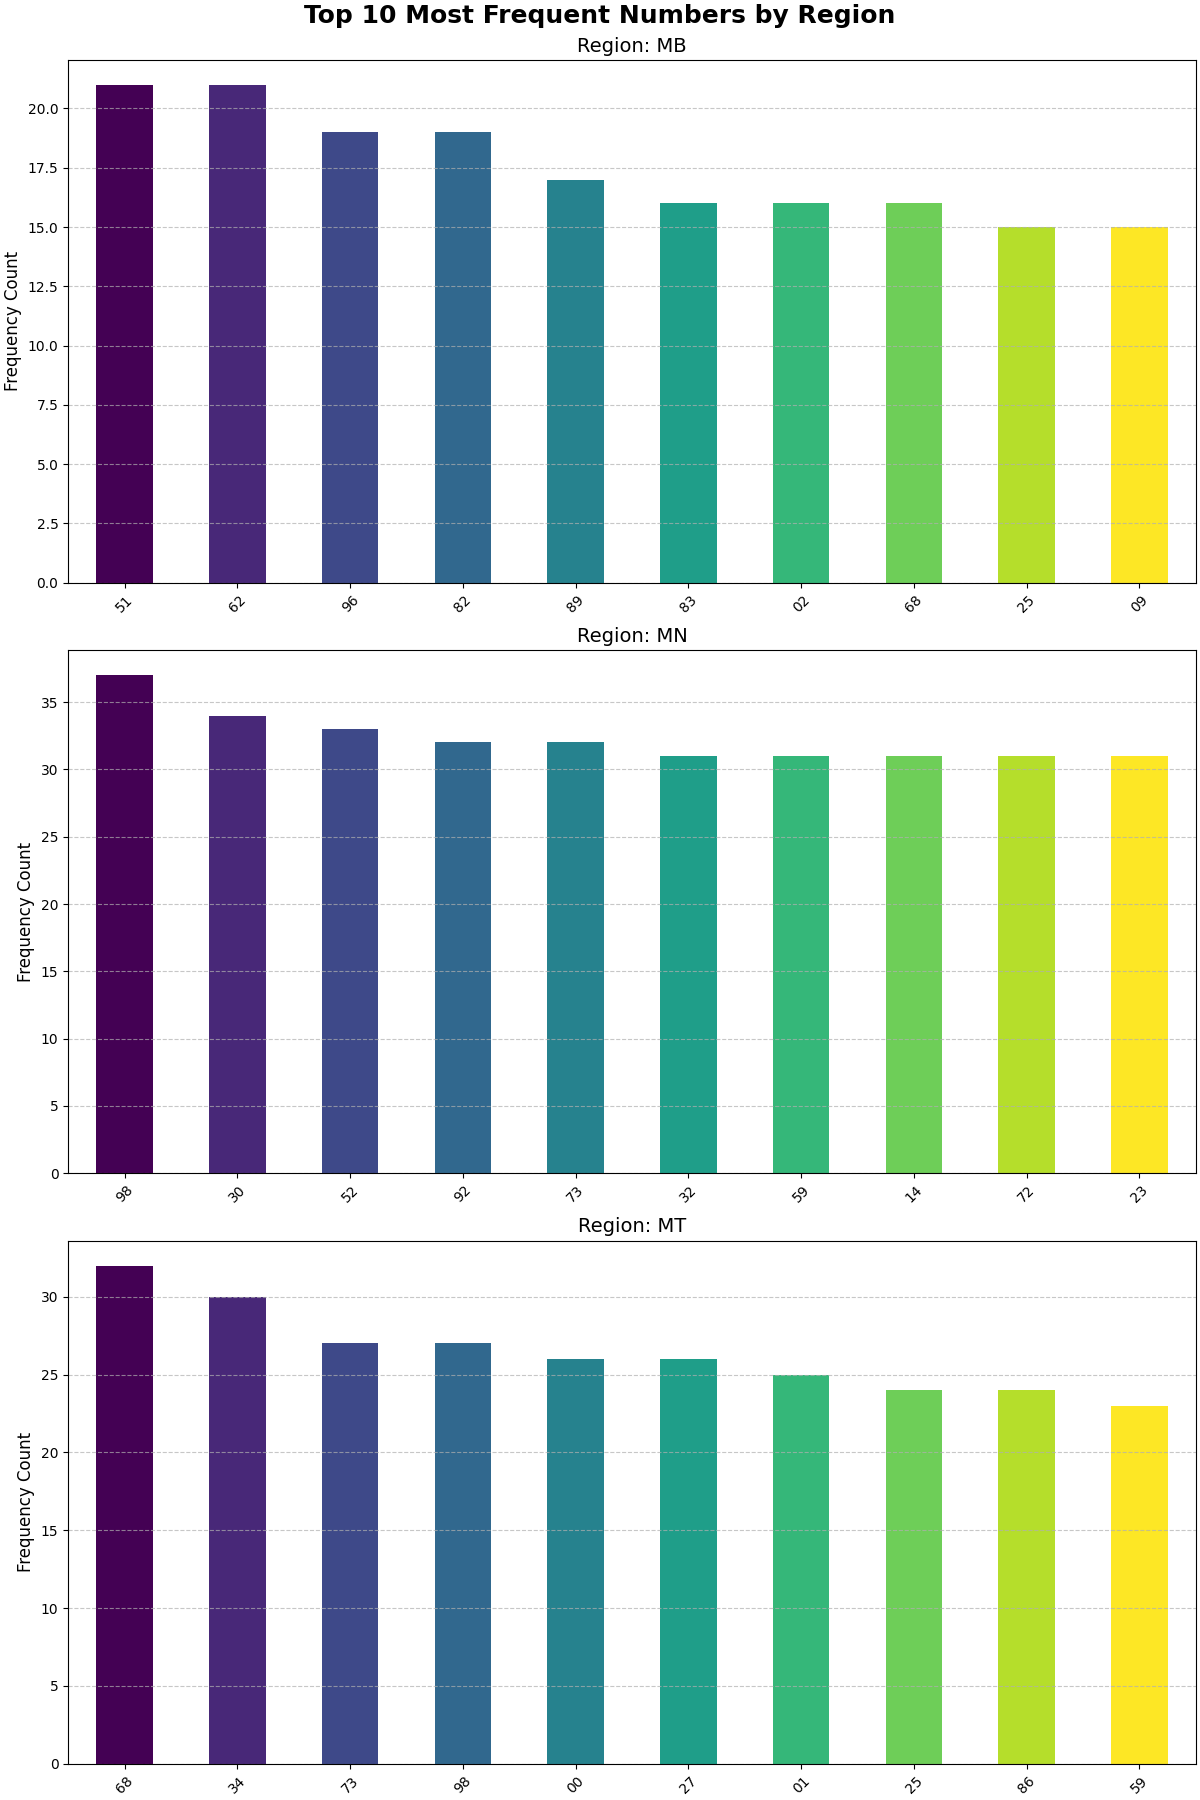 Top 10 Most Frequent Numbers by Region
Region: MB
Frequency Count
20.0
17.5
15.0
12.5
10.0
7.5
5.0
2.5
0.0
51 62 96 82 89 83 02 68 25 09
Region: MN
Frequency Count
35
30
25
20
15
10
5
0
98 30 52 92 73 32 59 14 72 23
Region: MT
Frequency Count
30
25
20
15
10
5
0
68 34 73 98 00 27 01 25 86 59